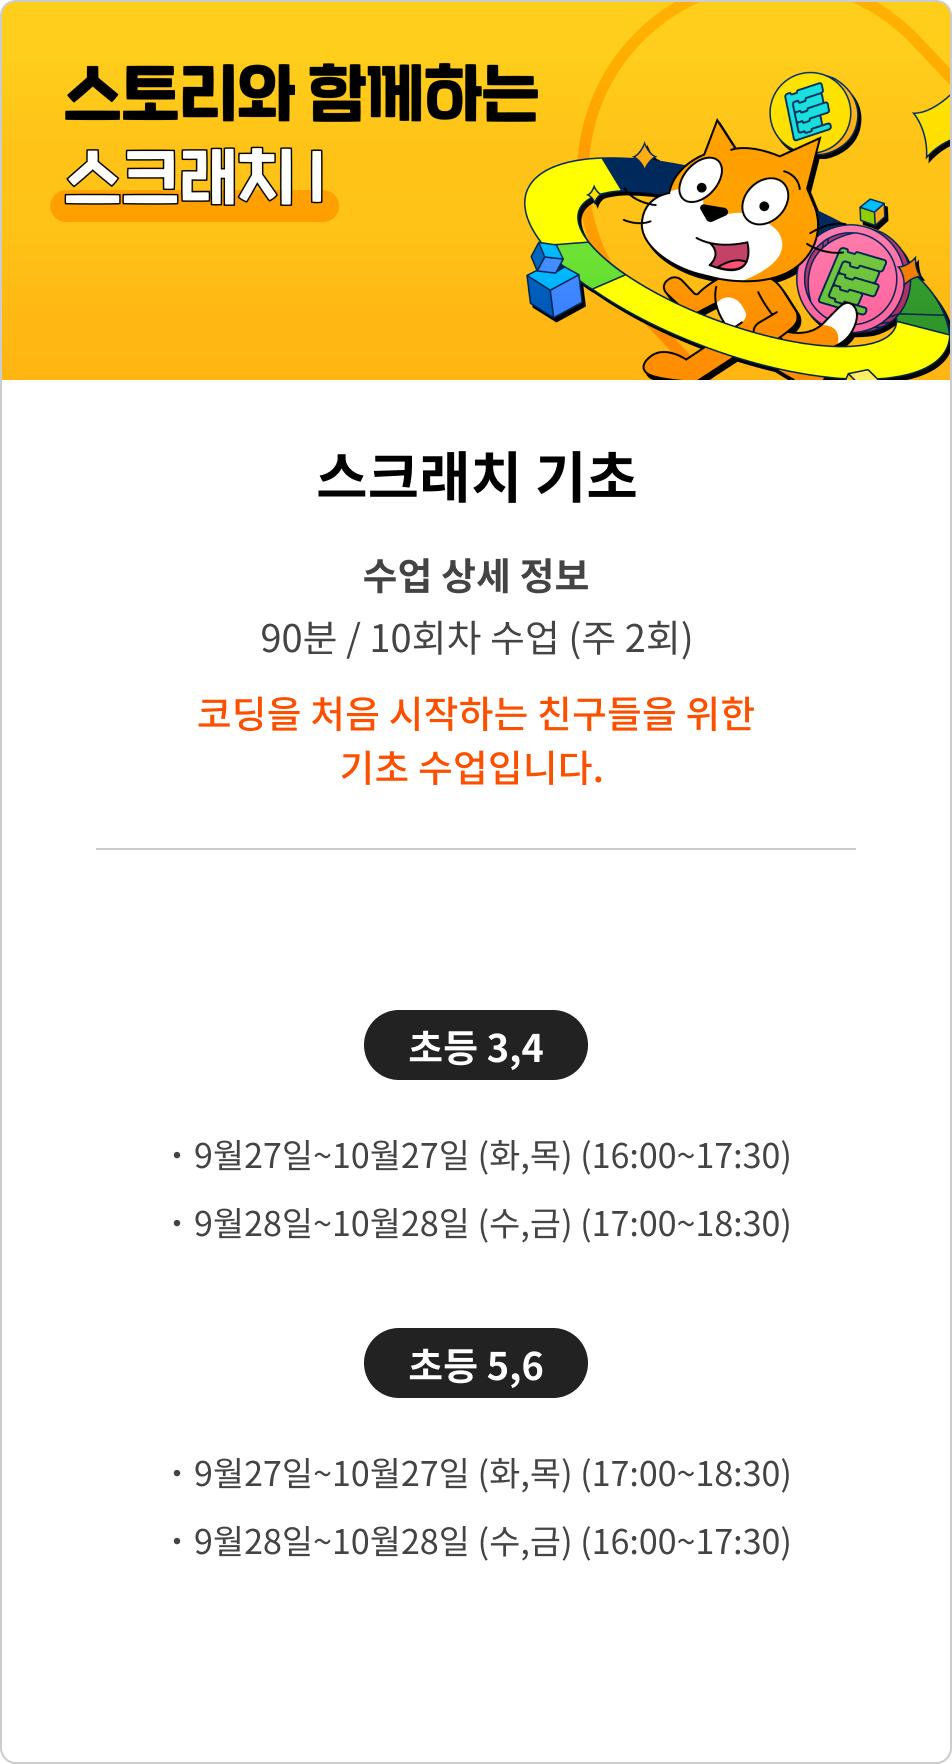 스토리와 함께하는
스크래치 I
스크래치 기초
수업 상세 정보
90분 / 10회차 수업 (주 2회)
코딩을 처음 시작하는 친구들을 위한
기초 수업입니다.
초등 3,4
· 9월27일~10월27일 (화,목) (16:00~17:30)
· 9월28일~10월28일 (수,금) (17:00~18:30)
초등 5,6
· 9월27일~10월27일 (화,목) (17:00~18:30)
· 9월28일~10월28일 (수,금) (16:00~17:30)